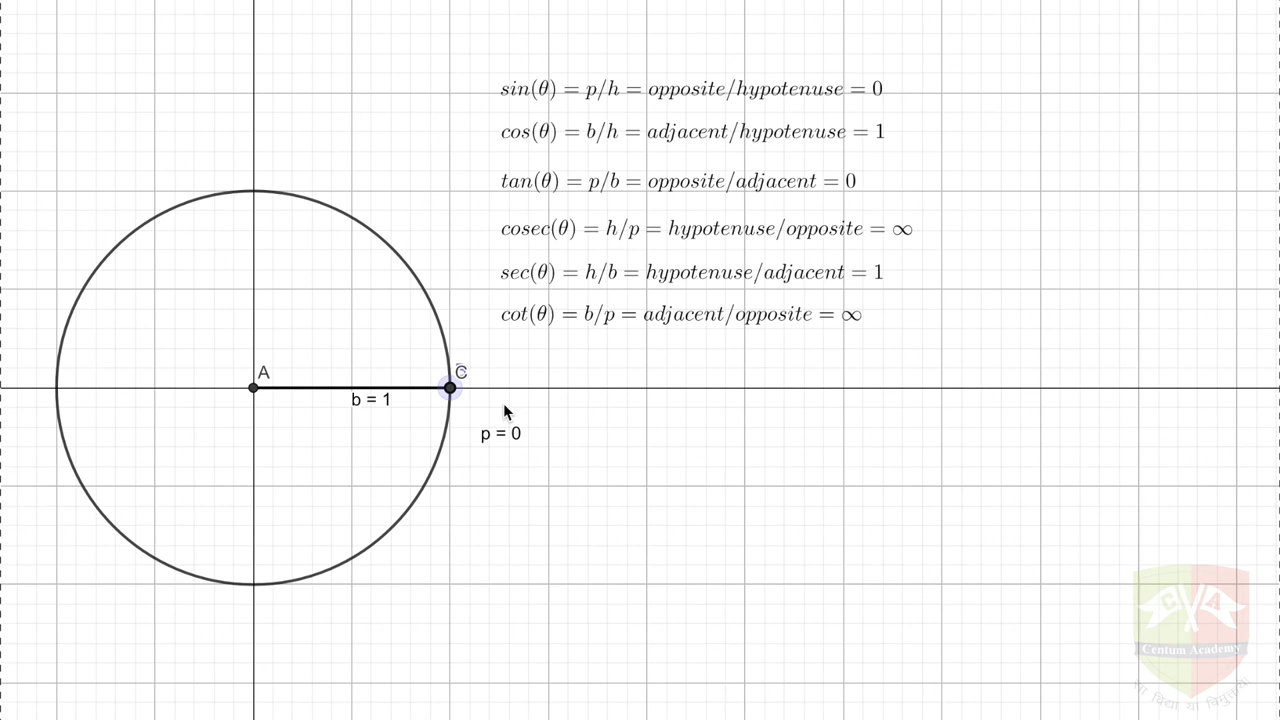 sin(θ) = p/h = opposite/hypotenuse = 0
cos(θ) = b/h = adjacent/hypotenuse = 1
tan(θ) = p/b = opposite/adjacent = 0
cosec(θ) = h/p = hypotenuse/opposite = ∞
sec(θ) = h/b = hypotenuse/adjacent = 1
cot(θ) = b/p = adjacent/opposite = ∞
A
C
b = 1
p = 0
C A
Centum Academy
सा विद्या या विमुक्तये